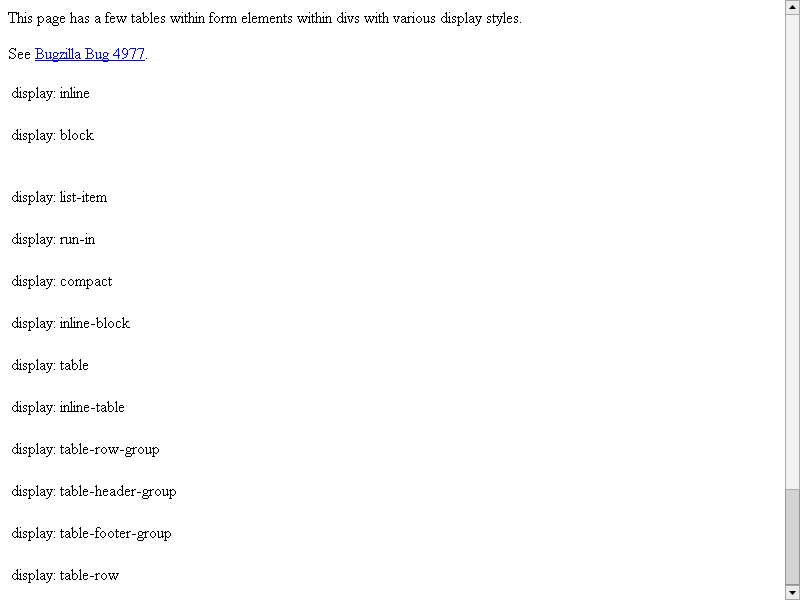 This page has a few tables within form elements within divs with various display styles.
See Bugzilla Bug 4977.
display: inline
display: block
display: list-item
display: run-in
display: compact
display: inline-block
display: table
display: inline-table
display: table-row-group
display: table-header-group
display: table-footer-group
display: table-row